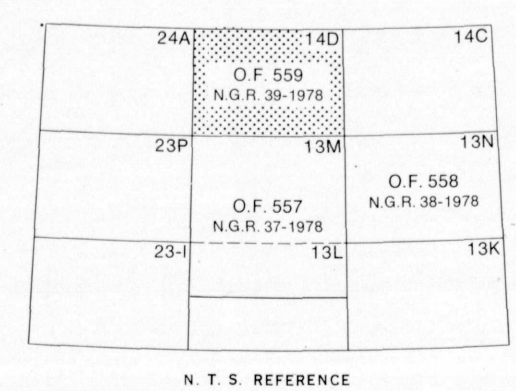 24A 14D 14C
O.F. 559
N.G.R. 39-1978
23P 13M 13N
O.F. 558
N.G.R. 38-1978
O.F. 557
N.G.R. 37-1978
23-I 13L 13K
N. T. S. REFERENCE